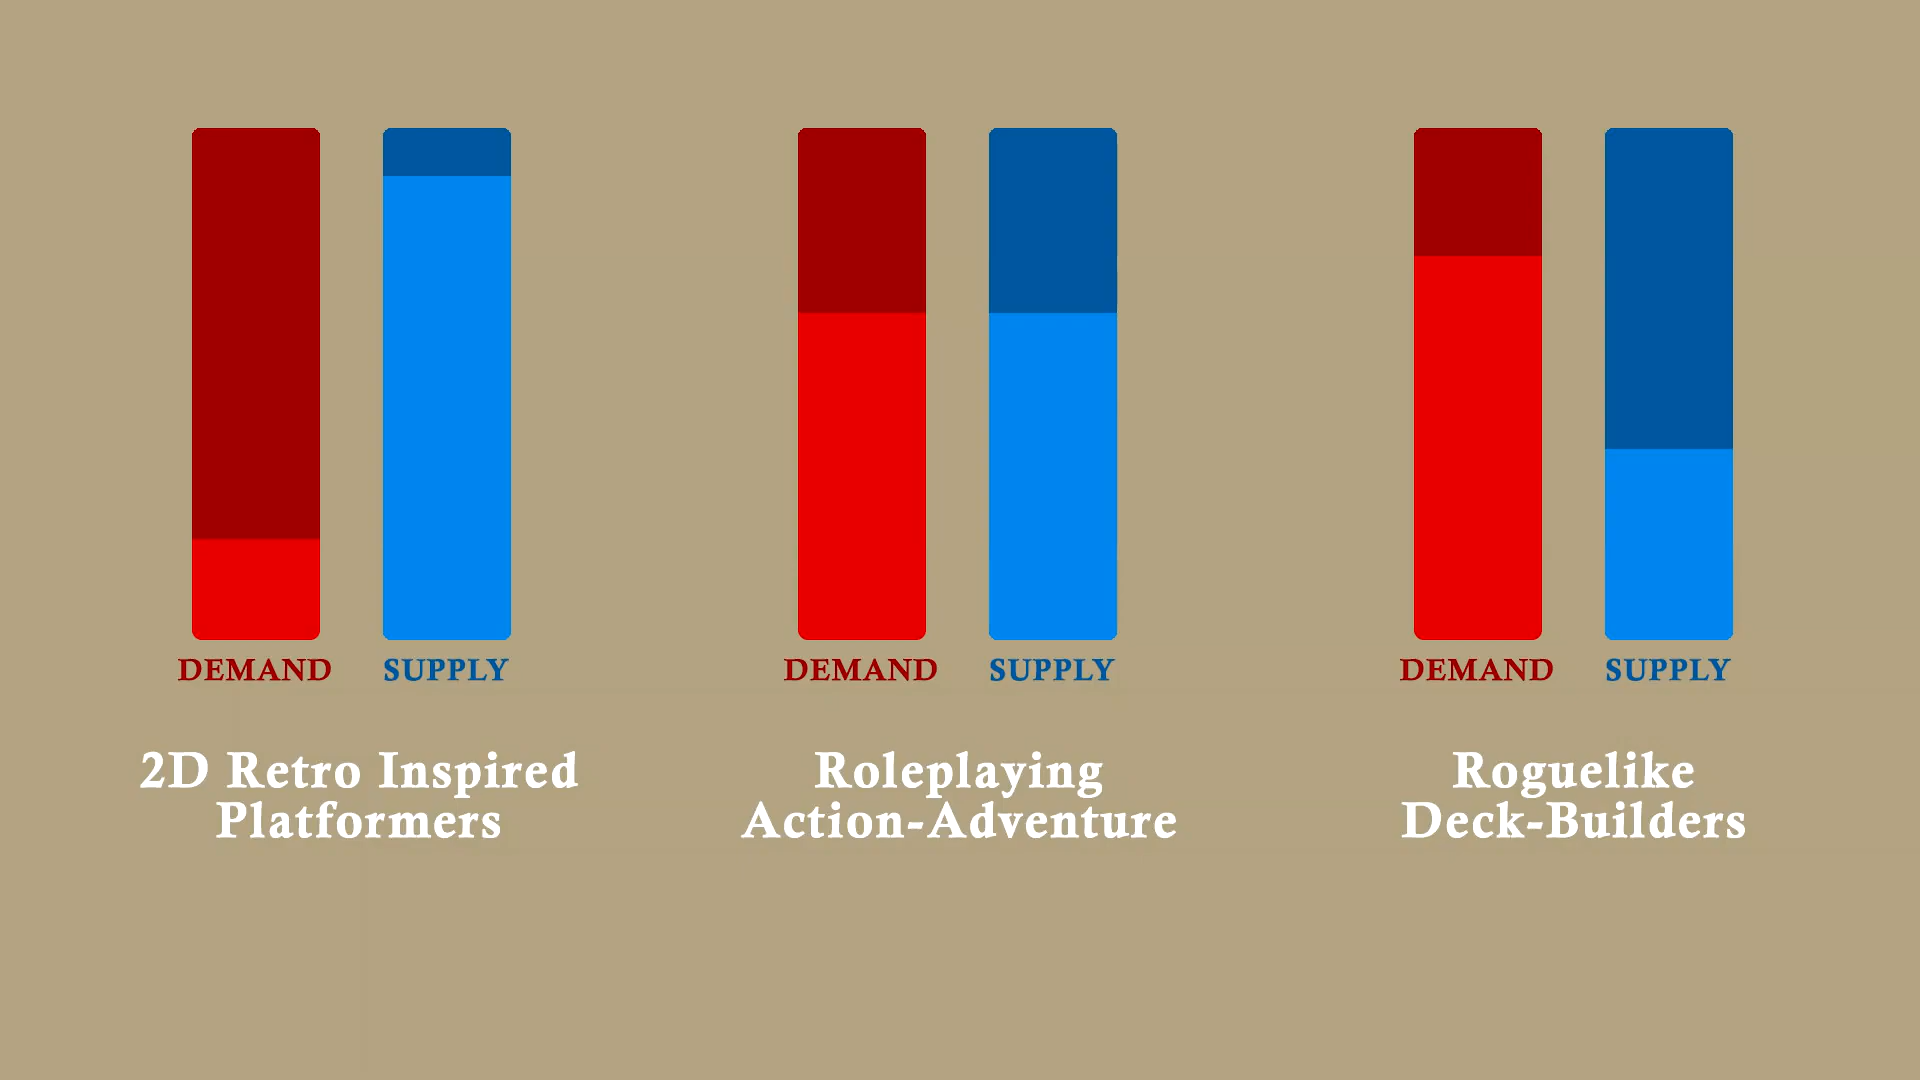 DEMAND SUPPLY
2D Retro Inspired
Platformers
DEMAND SUPPLY
Roleplaying
Action-Adventure
DEMAND SUPPLY
Roguelike
Deck-Builders